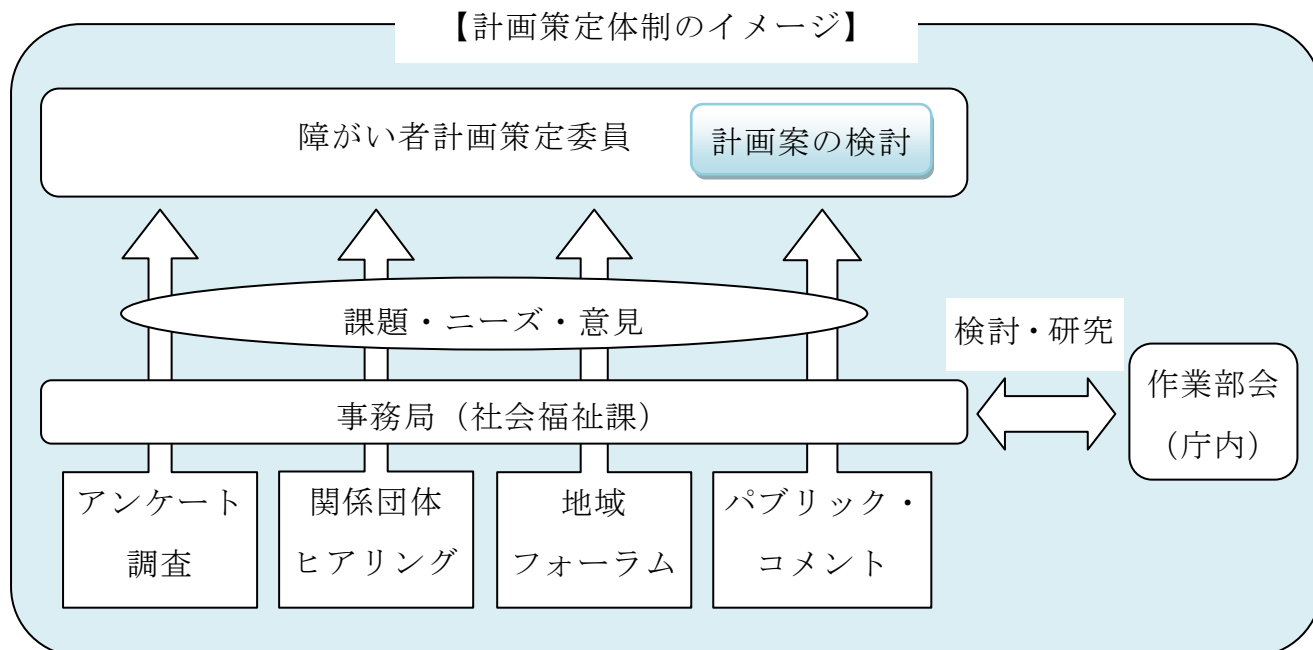 【計画策定体制のイメージ】
障がい者計画策定委員
計画案の検討
課題・ニーズ・意見
検討・研究
事務局（社会福祉課）
作業部会
（庁内）
アンケート
調査
関係団体
ヒアリング
地域
フォーラム
パブリック・
コメント